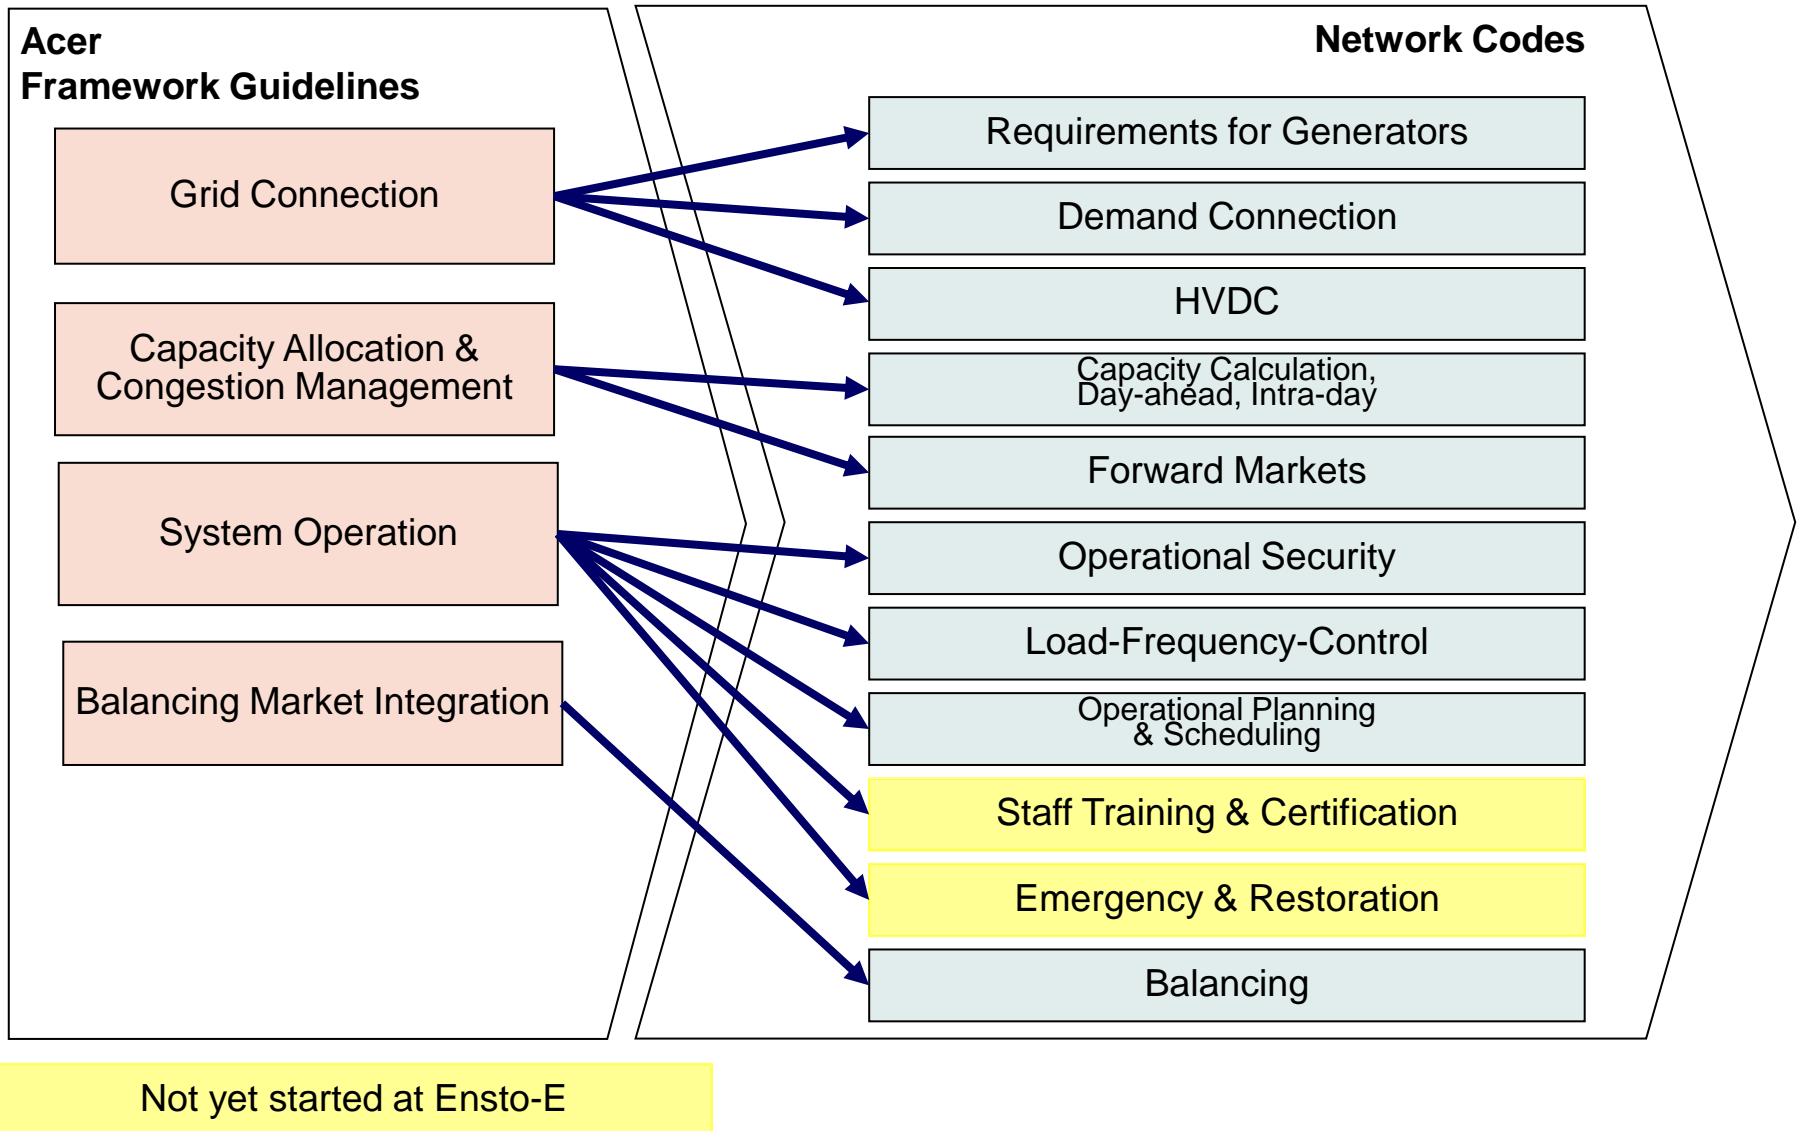 Acer
Framework Guidelines
Grid Connection
Capacity Allocation &
Congestion Management
System Operation
Balancing Market Integration
Network Codes
Requirements for Generators
Demand Connection
HVDC
Capacity Calculation,
Day-ahead, Intra-day
Forward Markets
Operational Security
Load-Frequency-Control
Operational Planning
& Scheduling
Staff Training & Certification
Emergency & Restoration
Balancing
Not yet started at Ensto-E